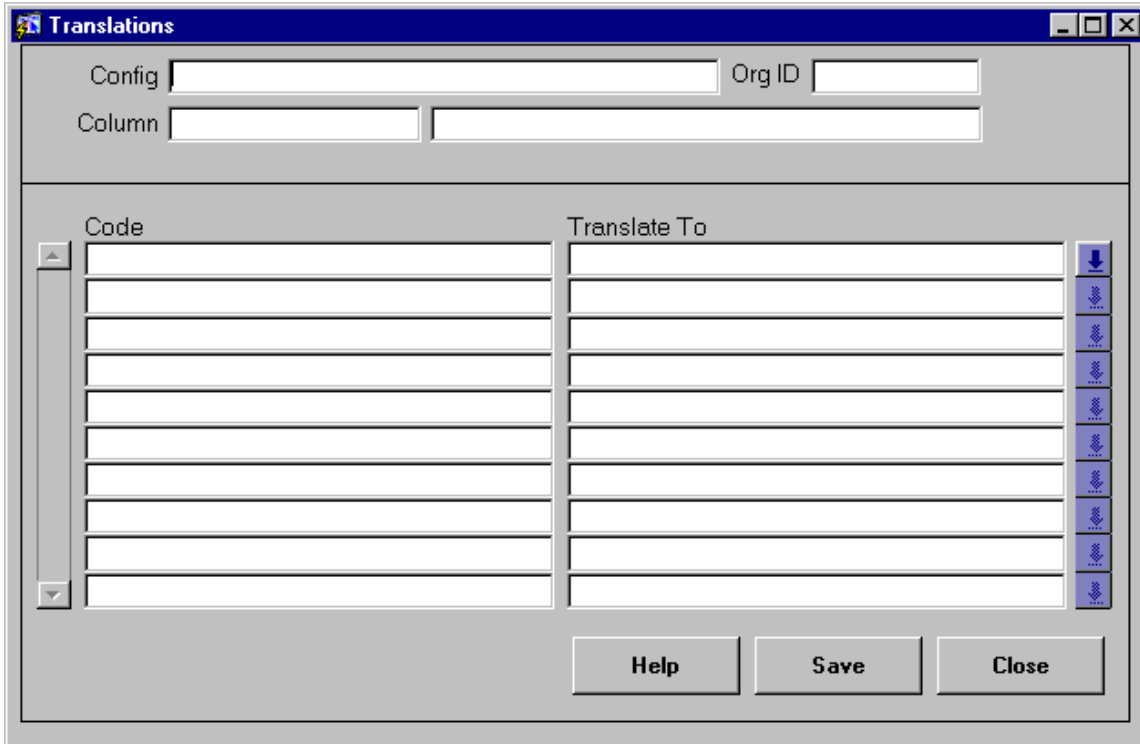 Translations
Config Org ID
Column
Code Translate To
Help Save Close